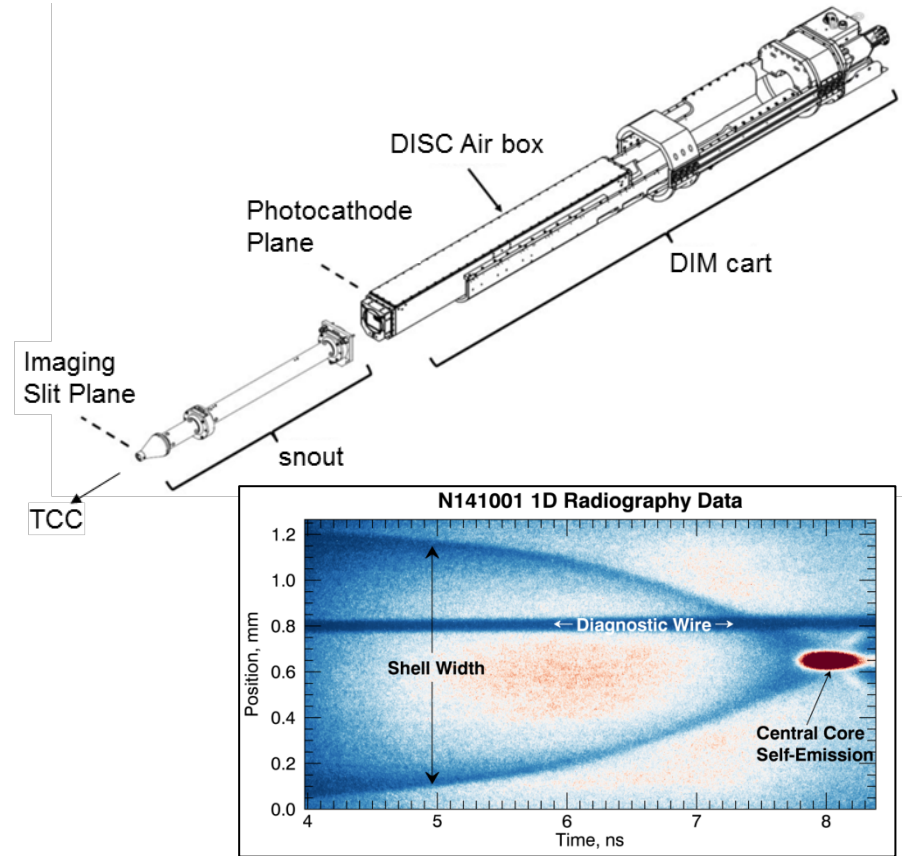 DISC Air box
Photocathode
Plane
DIM cart
Imaging
Slit Plane
snout
TCC
N141001 1D Radiography Data
Position, mm
1.2
1.0
0.8
0.6
0.4
0.2
0.0
Diagnostic Wire
Shell Width
Central Core
Self-Emission
4 5 6 7 8
Time, ns